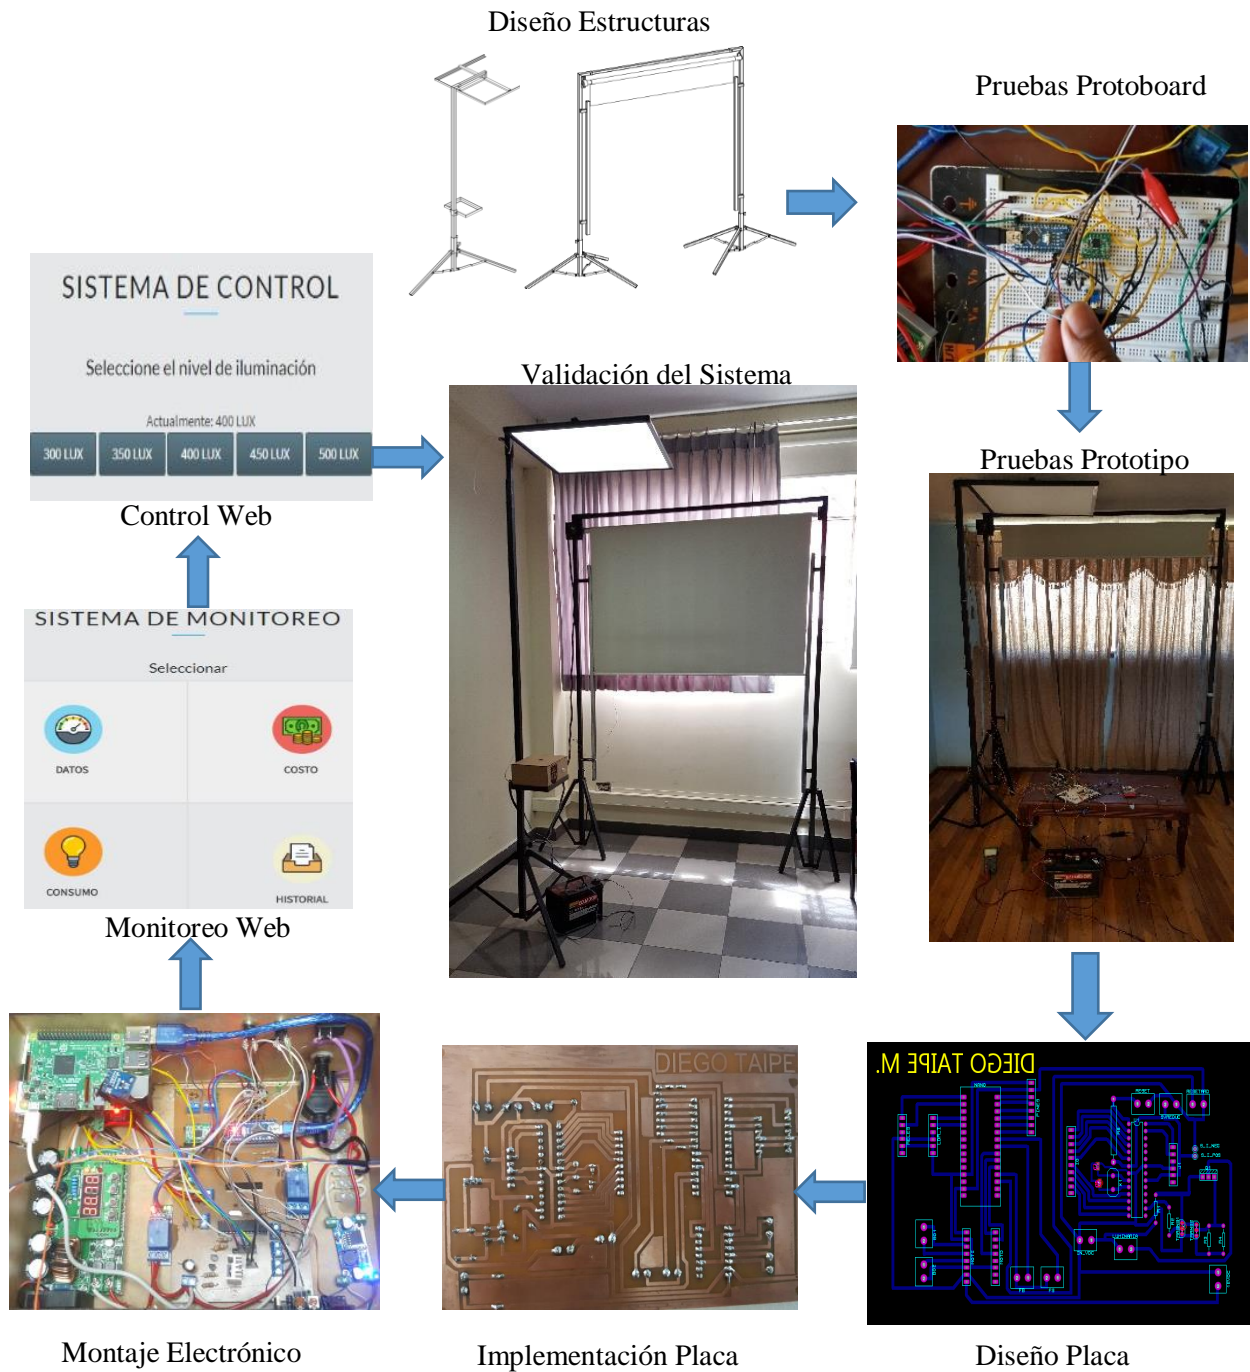 Diseño Estructuras
Pruebas Protoboard
SISTEMA DE CONTROL
Seleccione el nivel de iluminación
Actualmente: 400 LUX
300 LUX
350 LUX
400 LUX
450 LUX
500 LUX
Control Web
Validación del Sistema
Pruebas Prototipo
SISTEMA DE MONITOREO
Seleccionar
DATOS
COSTO
CONSUMO
HISTORIAL
Monitoreo Web
DIEGO TAIPE
DIEGO TAIPE M.
NANO
RESET
Montaje Electrónico
Implementación Placa
Diseño Placa